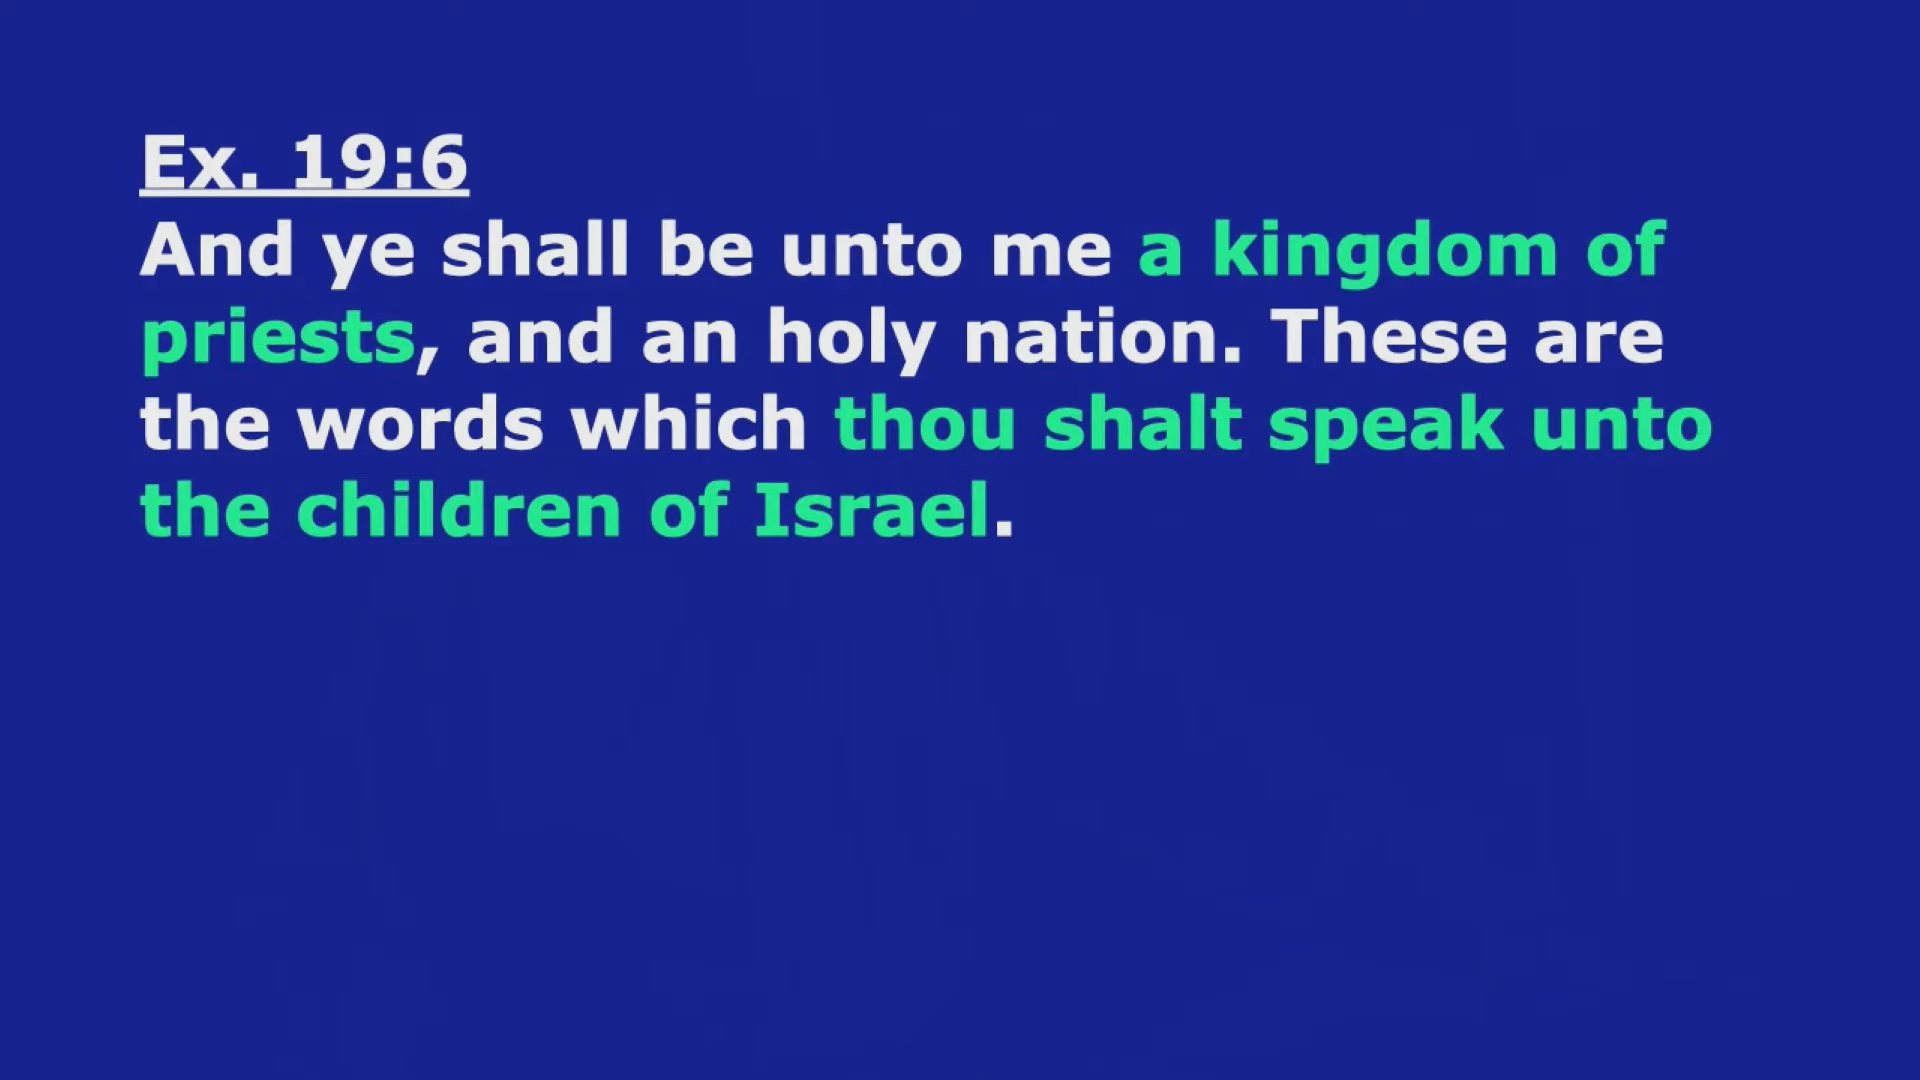 Ex. 19:6
And ye shall be unto me a kingdom of
priests, and an holy nation. These are
the words which thou shalt speak unto
the children of Israel.